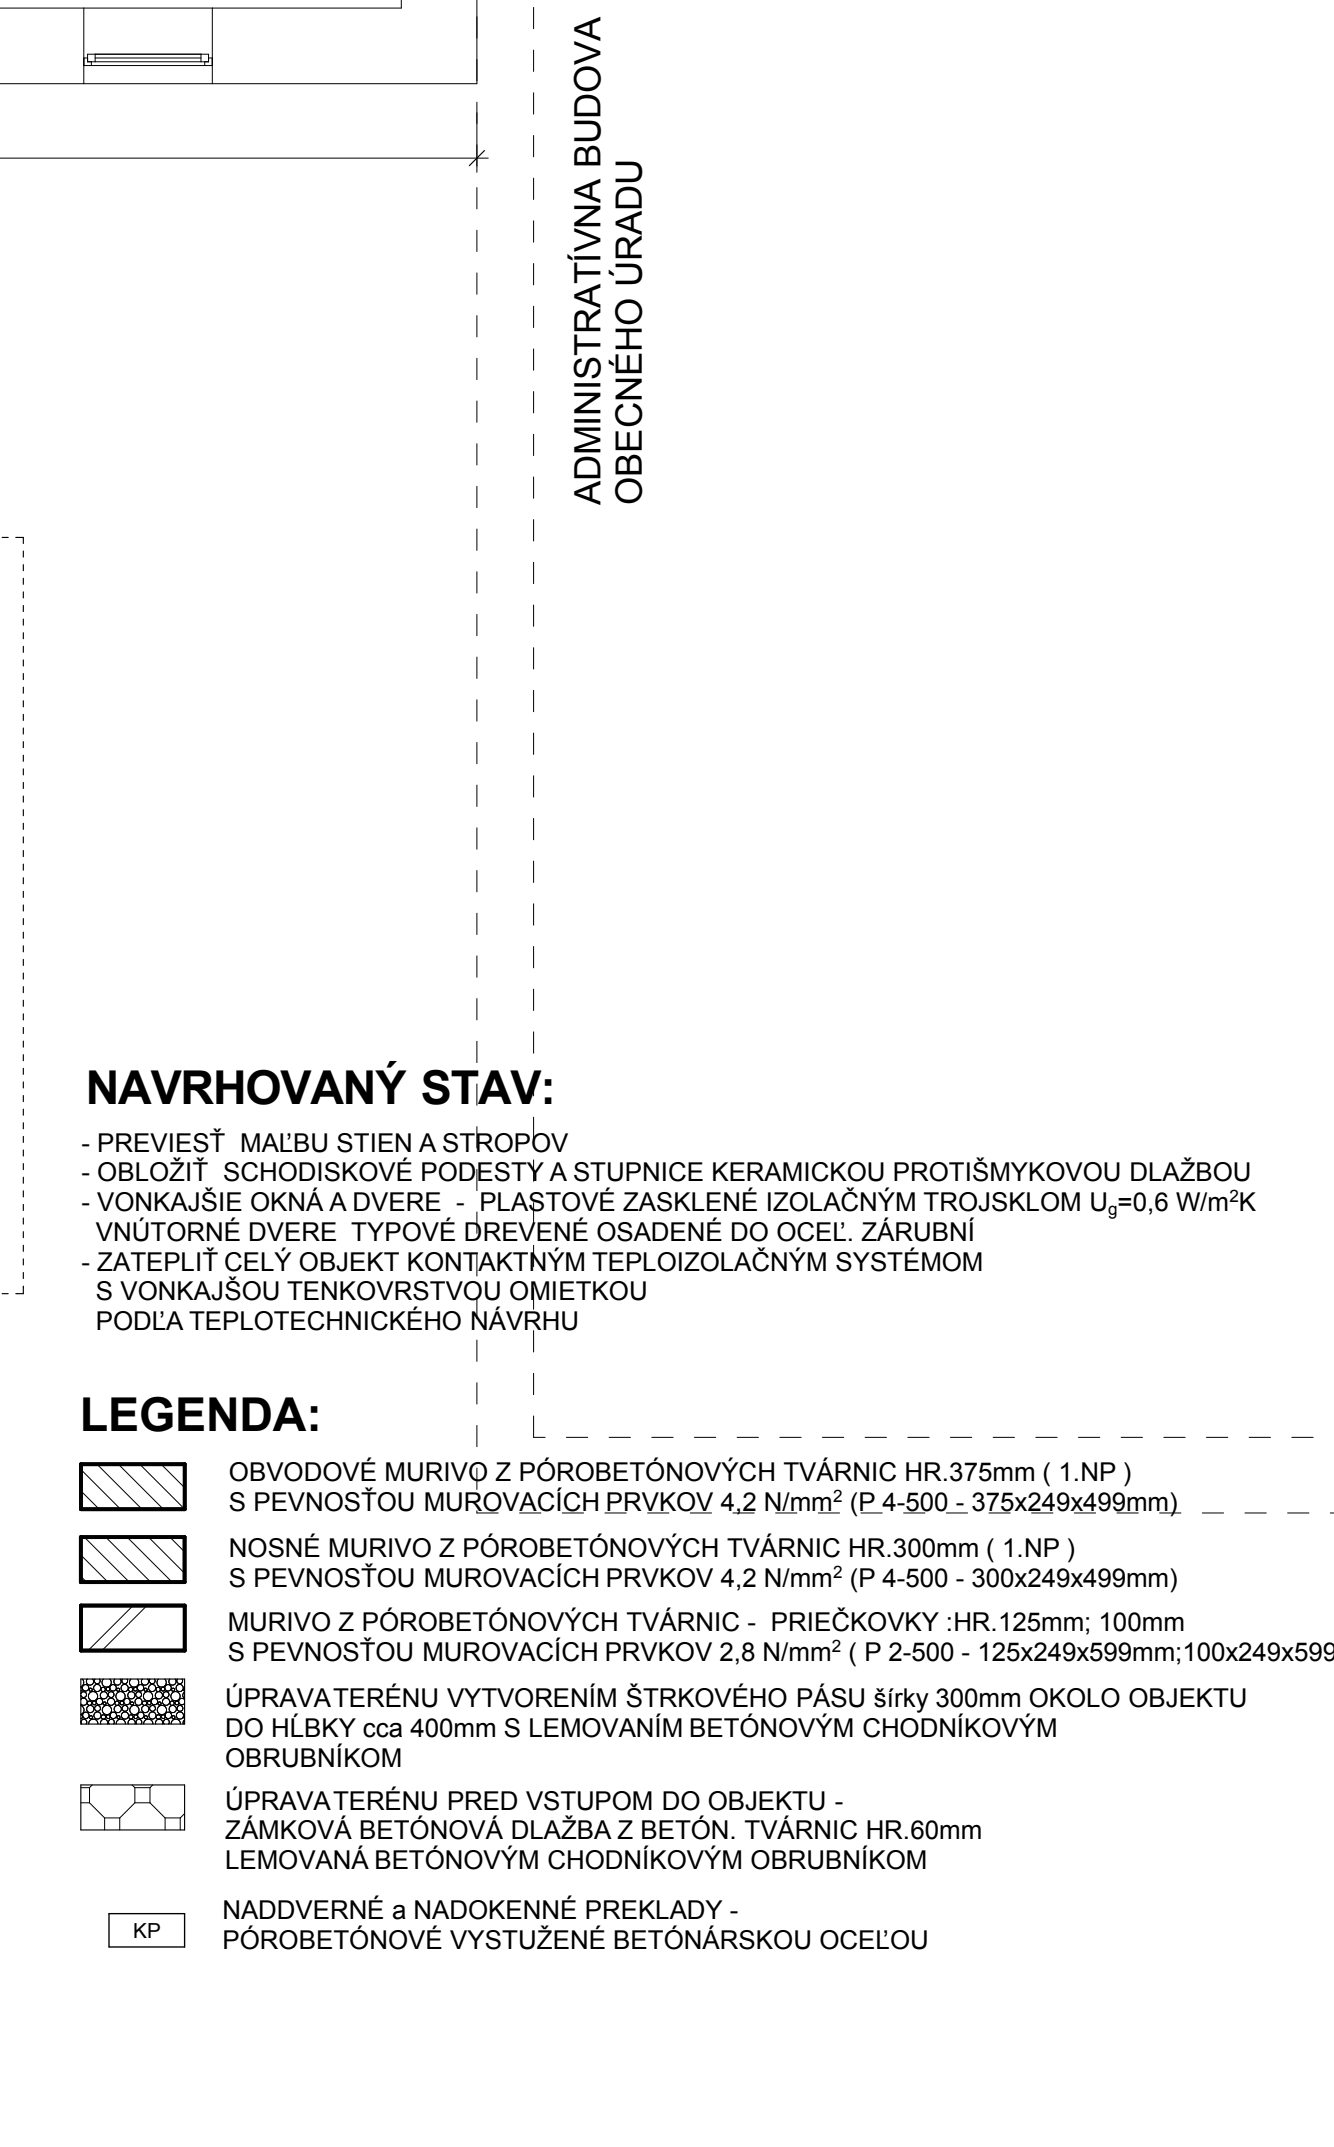 ADMINISTRATÍVNA BUDOVA
OBECNÉHO ÚRADU
NAVRHOVANÝ STAV:
- PREVIESŤ MAĽBU STIEN A STROPOV
- OBLOŽIŤ SCHODISKOVÉ PODESTY A STUPNICE KERAMICKOU PROTIŠMYKOVOU DLAŽBOU
- VONKAJŠIE OKNÁ A DVERE - PLASTOVÉ ZASKLENÉ IZOLAČNÝM TROJSKLOM Ug=0,6 W/m²K
VNÚTORNÉ DVERE TYPOVÉ DREVENÉ OSADENÉ DO OCEĽ. ZÁRUBNÍ
- ZATEPLIŤ CELÝ OBJEKT KONTAKTNÝM TEPLOIZOLAČNÝM SYSTÉMOM
S VONKAJŠOU TENKOVRSTVOU OMIETKOU
PODĽA TEPLOTECHNICKÉHO NÁVRHU
LEGENDA:
OBVODOVÉ MURIVO Z PÓROBETÓNOVÝCH TVÁRNIC HR.375mm ( 1.NP )
S PEVNOSŤOU MUROVACÍCH PRVKOV 4,2 N/mm² (P 4-500 - 375x249x499mm)
NOSNÉ MURIVO Z PÓROBETÓNOVÝCH TVÁRNIC HR.300mm ( 1.NP )
S PEVNOSŤOU MUROVACÍCH PRVKOV 4,2 N/mm² (P 4-500 - 300x249x499mm)
MURIVO Z PÓROBETÓNOVÝCH TVÁRNIC - PRIEČKOVKY :HR.125mm; 100mm
S PEVNOSŤOU MUROVACÍCH PRVKOV 2,8 N/mm² ( P 2-500 - 125x249x599mm;100x249x599
ÚPRAVA TERÉNU VYTVORENÍM ŠTRKOVÉHO PÁSU šírky 300mm OKOLO OBJEKTU
DO HĹBKY cca 400mm S LEMOVANÍM BETÓNOVÝM CHODNÍKOVÝM
OBRUBNÍKOM
ÚPRAVA TERÉNU PRED VSTUPOM DO OBJEKTU -
ZÁMKOVÁ BETÓNOVÁ DLAŽBA Z BETÓN. TVÁRNIC HR.60mm
LEMOVANÁ BETÓNOVÝM CHODNÍKOVÝM OBRUBNÍKOM
KP
NADDVERNÉ a NADOKENNÉ PREKLADY -
PÓROBETÓNOVÉ VYSTUŽENÉ BETÓNÁRSKOU OCEĽOU